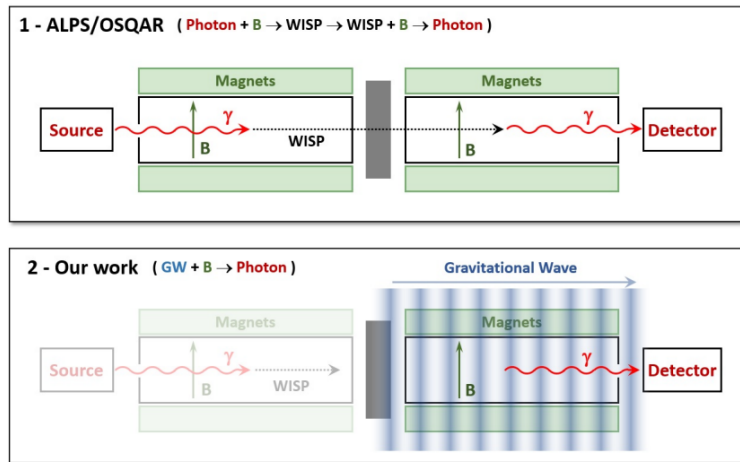 1 - ALPS/OSQAR ( Photon + B → WISP → WISP + B → Photon )
Magnets Magnets
Source γ B WISP B γ Detector
2 - Our work ( GW + B → Photon ) Gravitational Wave
Magnets Magnets
Source γ B WISP B γ Detector